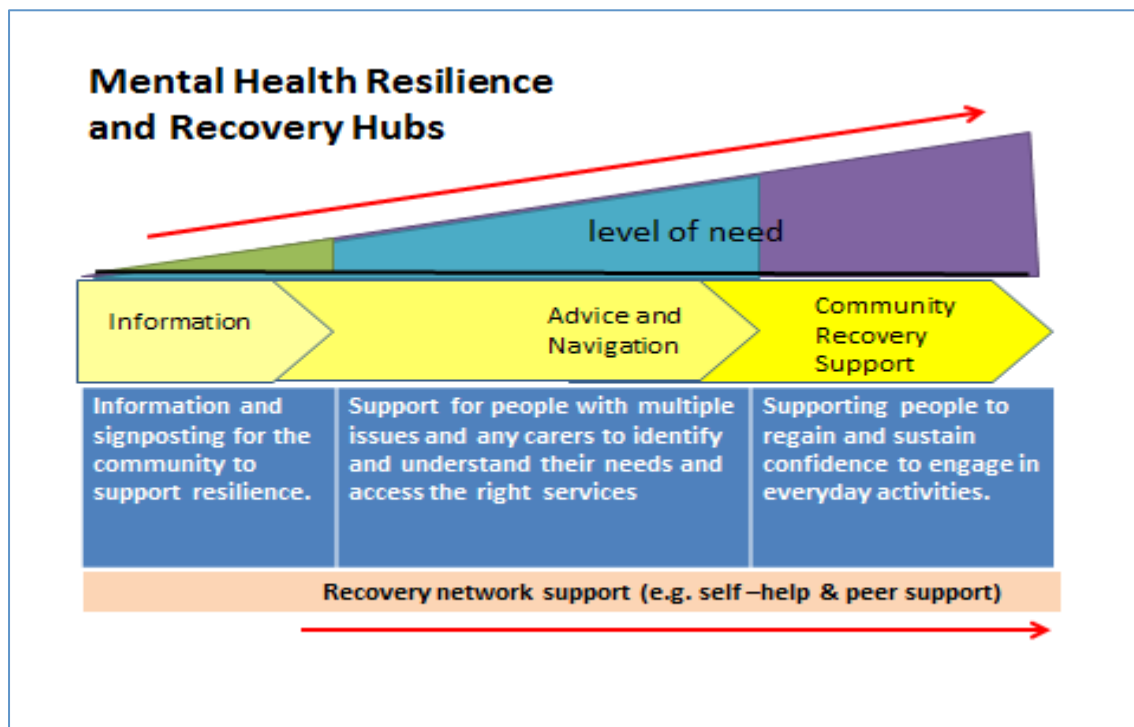 Mental Health Resilience
and Recovery Hubs
level of need
Information
Advice and
Navigation
Community
Recovery
Support
Information and
signposting for the
community to
support resilience.
Support for people with multiple
issues and any carers to identify
and understand their needs and
access the right services
Supporting people to
regain and sustain
confidence to engage in
everyday activities.
Recovery network support (e.g. self –help & peer support)